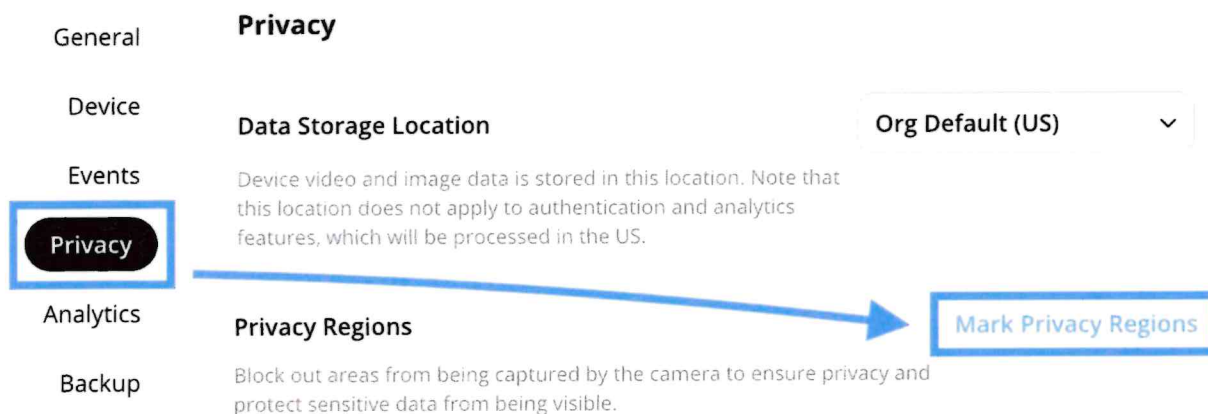 General
Device
Events
Privacy
Analytics
Backup
Privacy
Data Storage Location
Org Default (US)
Device video and image data is stored in this location. Note that
this location does not apply to authentication and analytics
features, which will be processed in the US.
Privacy Regions
Mark Privacy Regions
Block out areas from being captured by the camera to ensure privacy and
protect sensitive data from being visible.